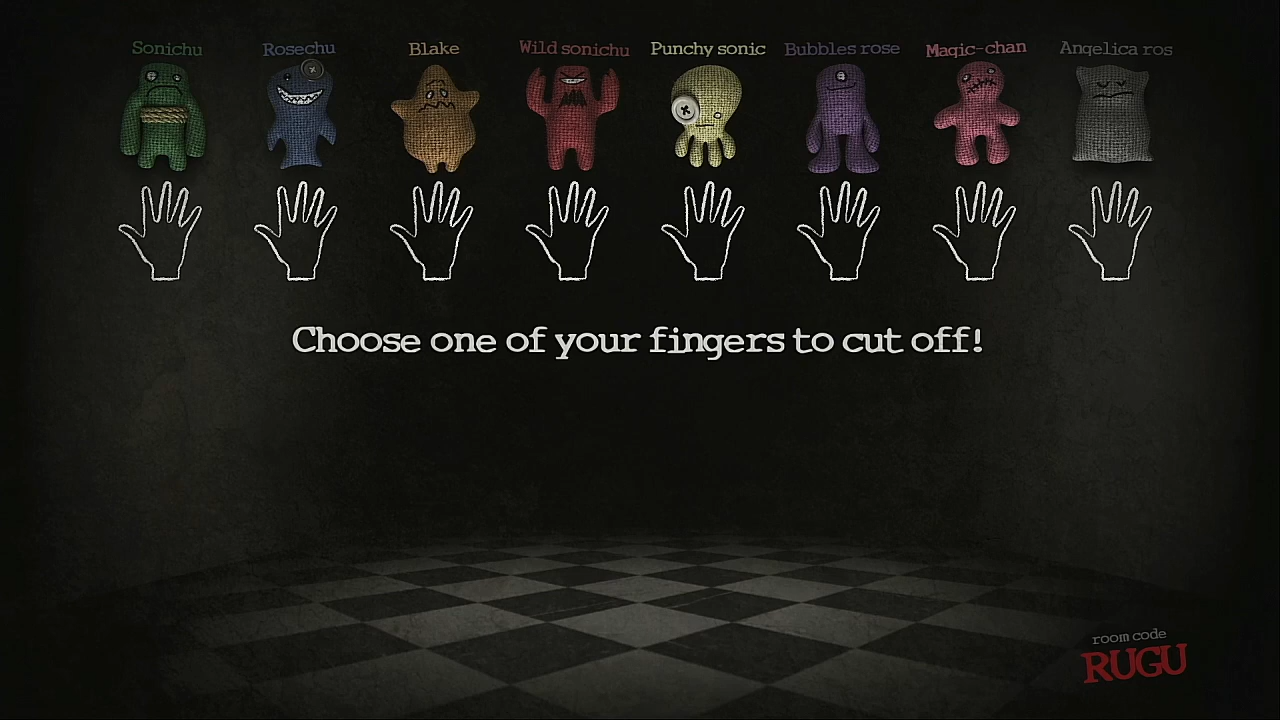 Sonichu Rosechu Blake Wild sonichu Punchy sonic Bubbles rose Magic-chan Angelica ros
Choose one of your fingers to cut off!
room code
RUGU